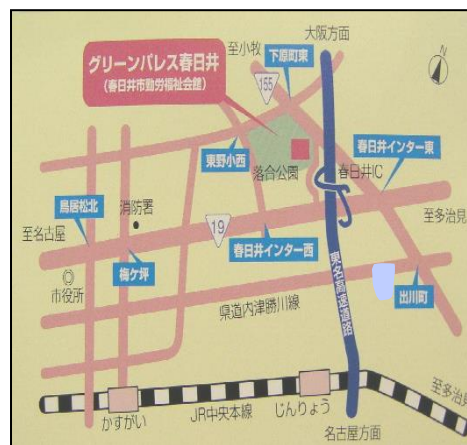 大阪方面
至小牧
下原町東
グリーンパレス春日井
(春日井市勤労福祉会館)
155
春日井インター東
東野小西
落合公園
春日井IC
鳥居松北
消防署
至多治見
至名古屋
19
春日井インター西
梅ケ坪
市役所
東名高速道路
出川町
県道内津勝川線
至多治見
かすがい
JR中央本線
じんりょう
名古屋方面